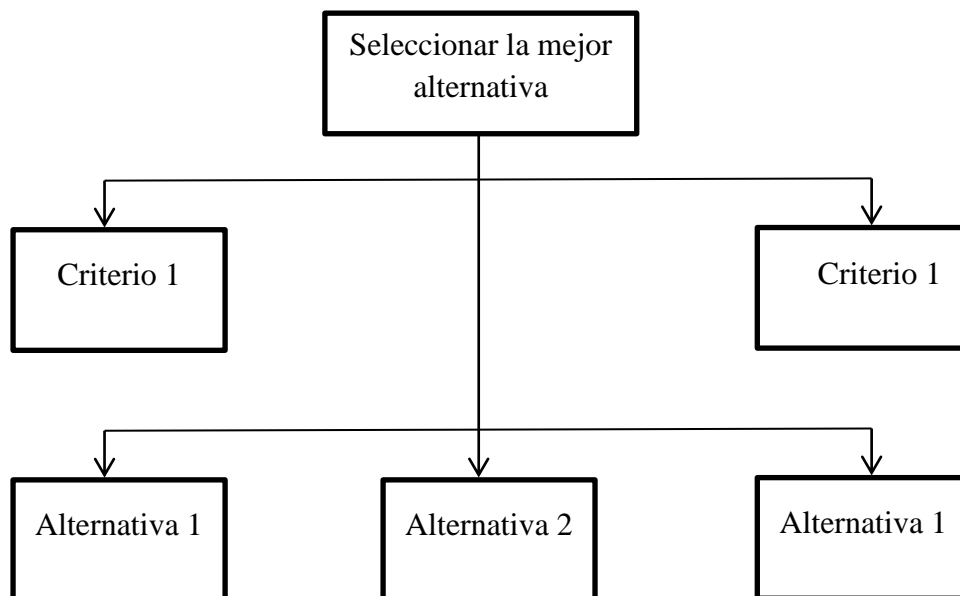 Seleccionar la mejor
alternativa
Criterio 1
Criterio 1
Alternativa 1
Alternativa 2
Alternativa 1